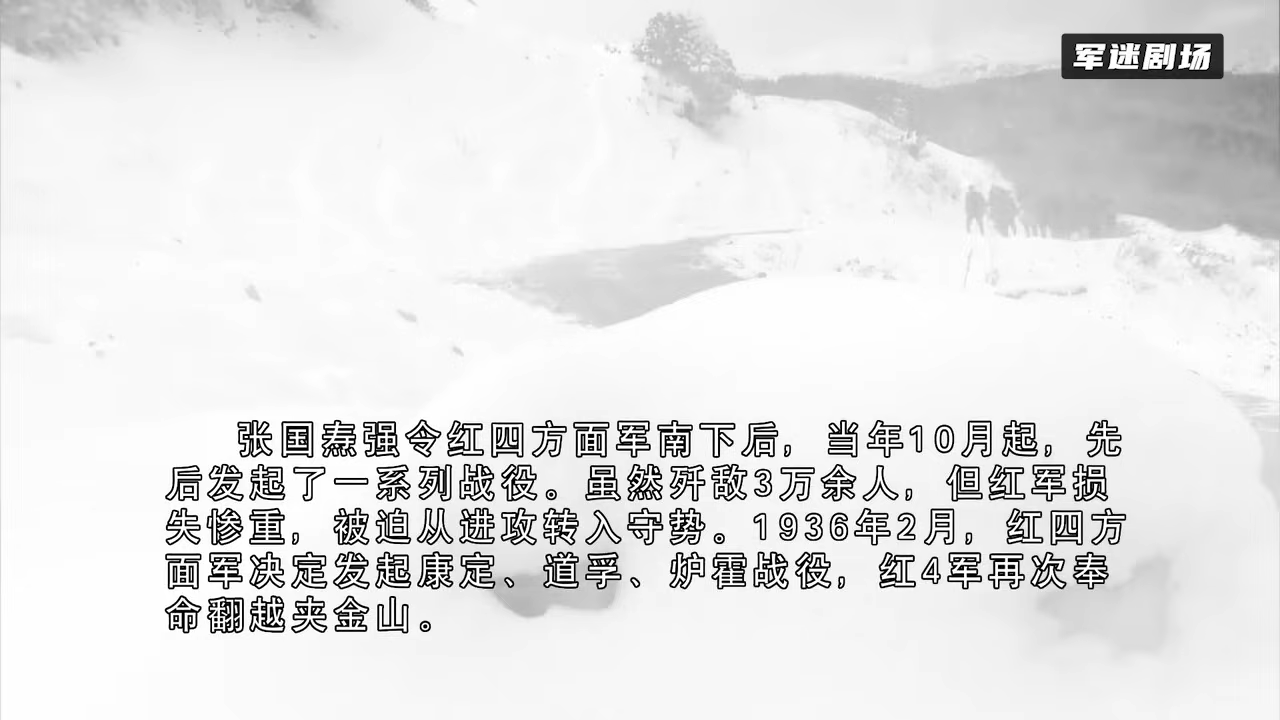 军迷剧场
张国焘强令红四方面军南下后，当年10月起，先
后发起了一系列战役。虽然歼敌3万余人，但红军损
失惨重，被迫从进攻转入守势。1936年2月，红四方
面军决定发起康定、道孚、炉霍战役，红4军再次奉
命翻越夹金山。